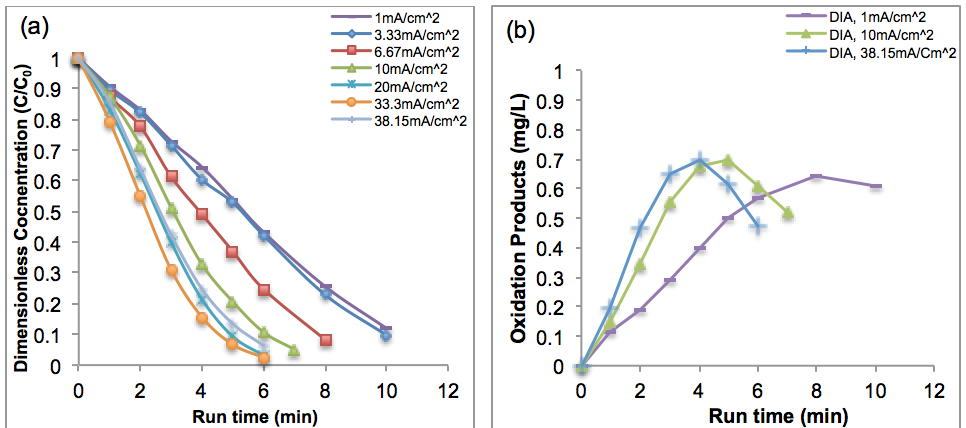 (a)
1mA/cm^2
3.33mA/cm^2
6.67mA/cm^2
10mA/cm^2
20mA/cm^2
33.3mA/cm^2
38.15mA/cm^2
Dimensionless Cocnentration (C/C₀)
1
0.9
0.8
0.7
0.6
0.5
0.4
0.3
0.2
0.1
0
0 2 4 6 8 10 12
Run time (min)
(b)
DIA, 1mA/cm^2
DIA, 10mA/cm^2
DIA, 38.15mA/Cm^2
Oxidation Products (mg/L)
1
0.9
0.8
0.7
0.6
0.5
0.4
0.3
0.2
0.1
0
0 2 4 6 8 10 12
Run time (min)